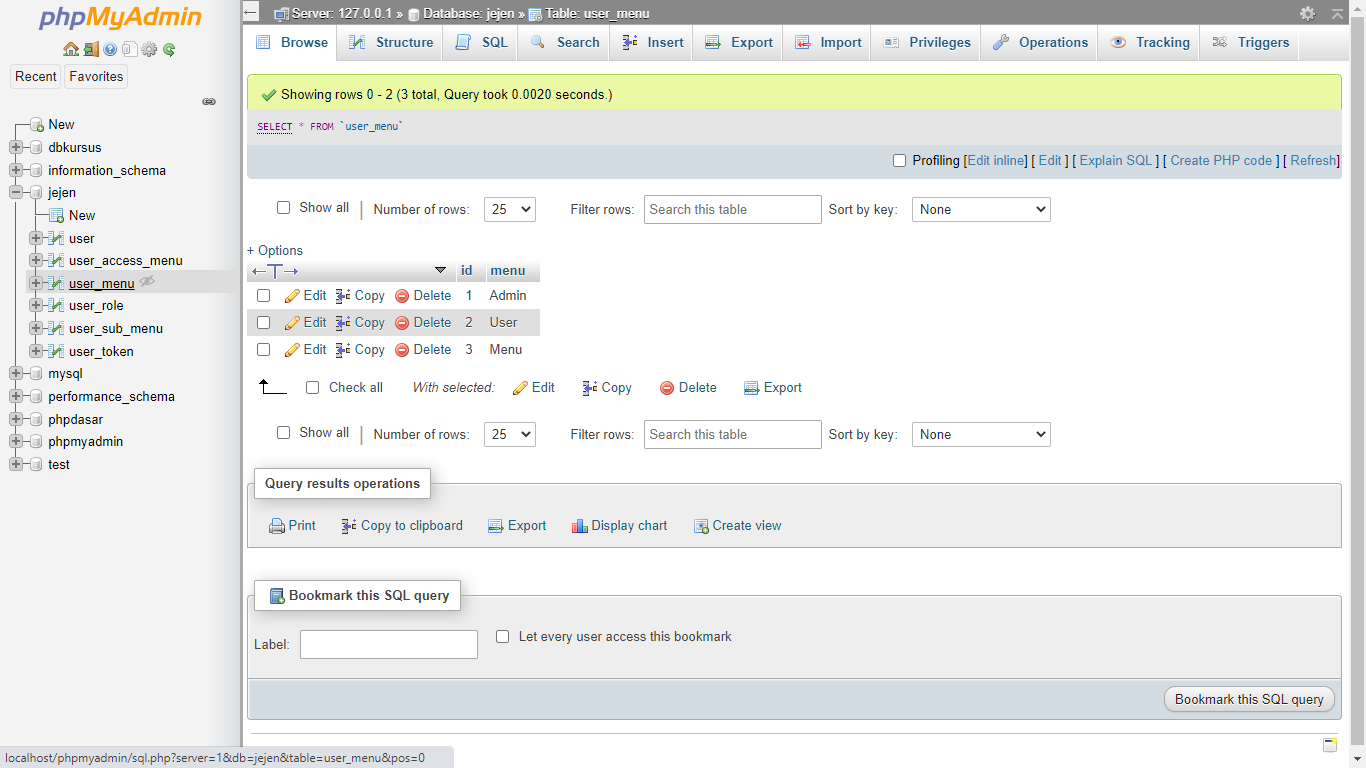 phpMyAdmin
Recent Favorites
New
dbkursus
information_schema
jejen
New
user
user_access_menu
user_menu
user_role
user_sub_menu
user_token
mysql
performance_schema
phpdasar
phpmyadmin
test
Server: 127.0.0.1 » Database: jejen » Table: user_menu
Browse Structure SQL Search Insert Export Import Privileges Operations Tracking Triggers
Showing rows 0 - 2 (3 total, Query took 0.0020 seconds.)
SELECT * FROM `user_menu`
Profiling [Edit inline] [ Edit ] [ Explain SQL ] [ Create PHP code ] [ Refresh]
Show all | Number of rows: 25 Filter rows: Search this table Sort by key: None
+ Options
←T→ id menu
Edit Copy Delete 1 Admin
Edit Copy Delete 2 User
Edit Copy Delete 3 Menu
Check all With selected: Edit Copy Delete Export
Show all | Number of rows: 25 Filter rows: Search this table Sort by key: None
Query results operations
Print Copy to clipboard Export Display chart Create view
Bookmark this SQL query
Label: Let every user access this bookmark
Bookmark this SQL query
localhost/phpmyadmin/sql.php?server=1&db=jejen&table=user_menu&pos=0